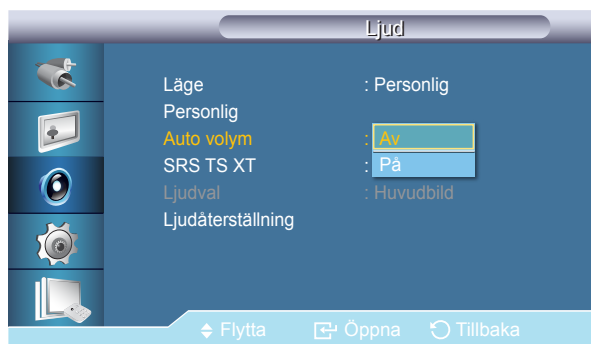 Ljud
Läge : Personlig
Personlig
Auto volym : Av
SRS TS XT : På
Ljudval : Huvudbild
Ljudåterställning
Flytta Öppna Tillbaka